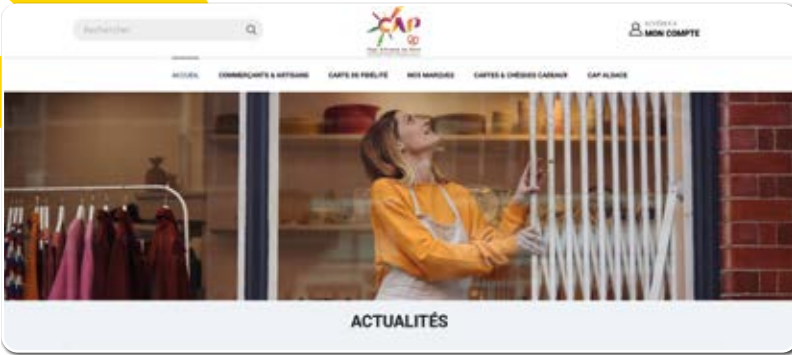 Rechercher
CAP
MON COMPTE
ACCUEIL COMMERÇANTS & ARTISANS CARTE DE FIDÉLITÉ NOS MARQUES CARTES & CHÈQUES CADEAUX CAP ALSACE
ACTUALITÉS